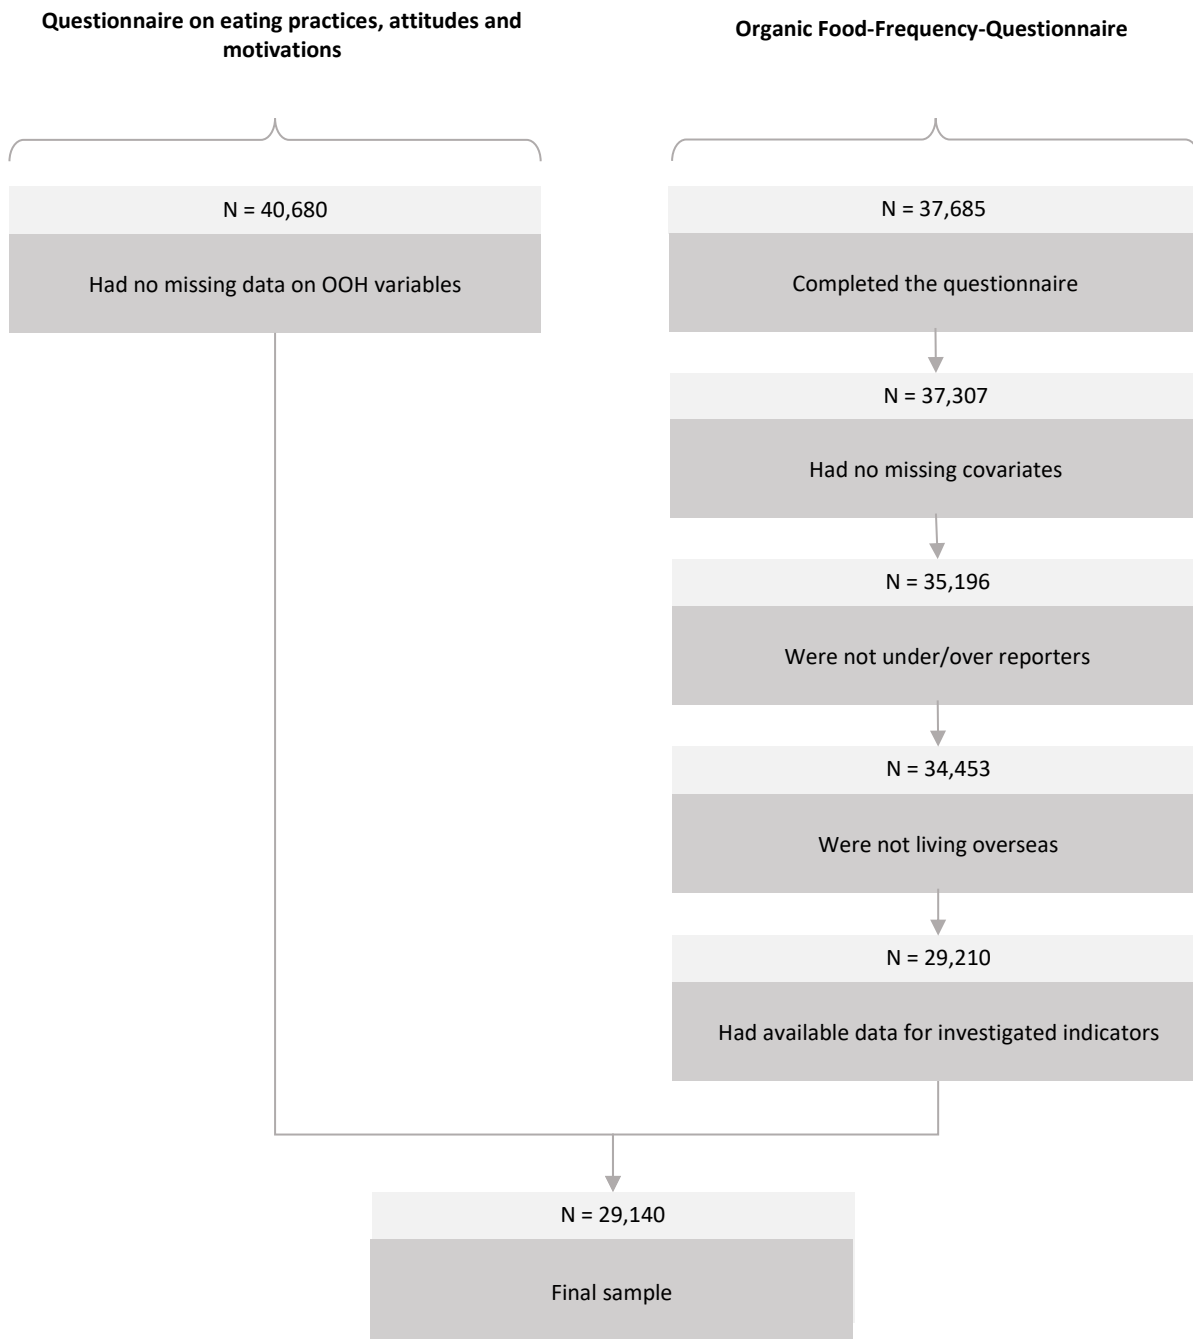 Questionnaire on eating practices, attitudes and
motivations
Organic Food-Frequency-Questionnaire
N = 40,680
Had no missing data on OOH variables
N = 37,685
Completed the questionnaire
N = 37,307
Had no missing covariates
N = 35,196
Were not under/over reporters
N = 34,453
Were not living overseas
N = 29,210
Had available data for investigated indicators
N = 29,140
Final sample